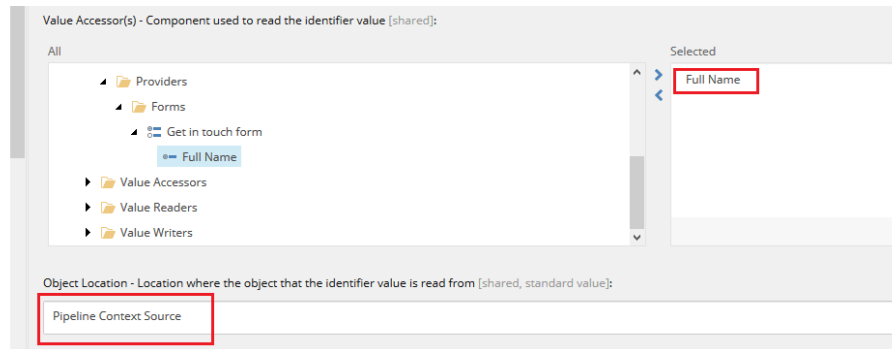 Value Accessor(s) - Component used to read the identifier value [shared]:
All
Selected
Providers
Full Name
Forms
Get in touch form
Full Name
Value Accessors
Value Readers
Value Writers
Object Location - Location where the object that the identifier value is read from [shared, standard value]:
Pipeline Context Source